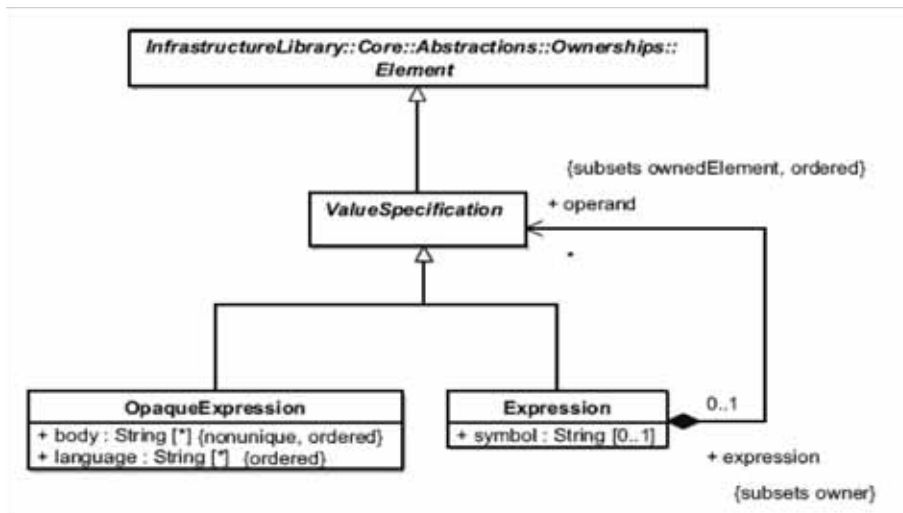 InfrastructureLibrary::Core::Abstractions::Ownerships::
Element
{subsets ownedElement, ordered}
ValueSpecification
+ operand
*
OpaqueExpression
+ body : String [*] {nonunique, ordered}
+ language : String [*] {ordered}
Expression
+ symbol : String [0..1]
0..1
+ expression
{subsets owner}